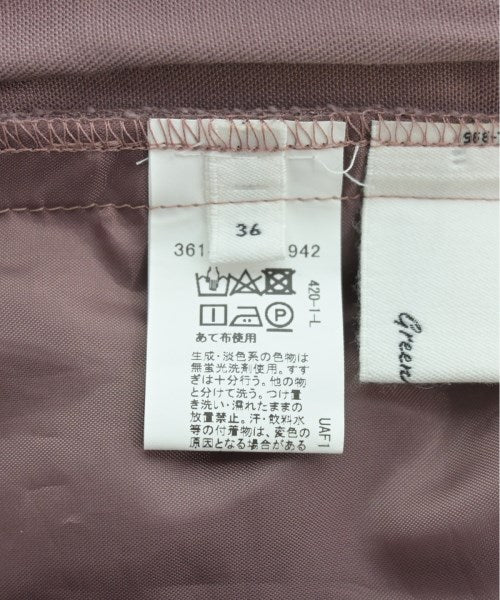 36
361
942
420-1-L
あて布使用
生成・淡色系の色物は
無蛍光洗剤使用。すす
ぎは十分行う。他の物
と分けて洗う。つけ置
き洗い・濡れたままの
放置禁止。汗・飲料水
等の付着物は、変色の
原因となる場合がある
UAF1
Green